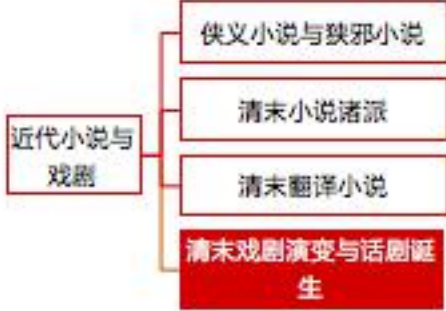 侠义小说与狭邪小说
清末小说诸派
近代小说与
戏剧
清末翻译小说
清末戏剧演变与话剧诞
生